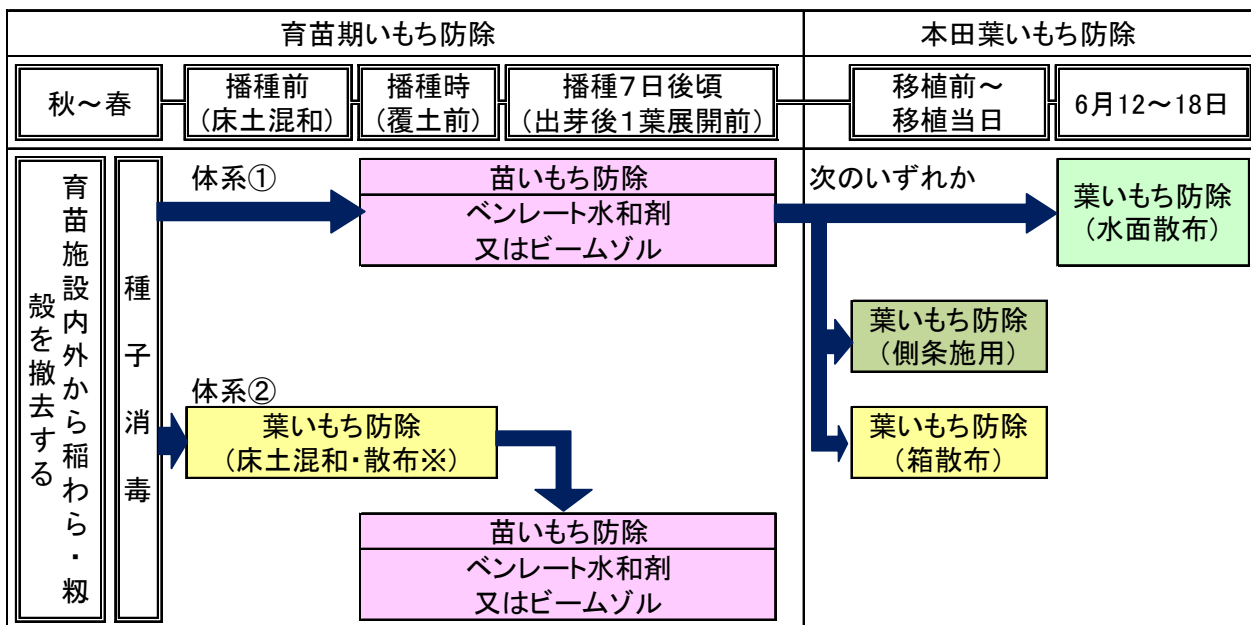 育苗期いもち防除
本田葉いもち防除
秋～春
播種前
（床土混和）
播種時
（覆土前）
播種７日後頃
（出芽後１葉展開前）
移植前～
移植当日
6月12～18日
育苗施設内外から稲わら・籾
殻を撤去する
種子消毒
体系①
苗いもち防除
ベンレート水和剤
又はビームゾル
次のいずれか
葉いもち防除
（水面散布）
葉いもち防除
（側条施用）
体系②
葉いもち防除
（床土混和・散布※）
葉いもち防除
（箱散布）
苗いもち防除
ベンレート水和剤
又はビームゾル